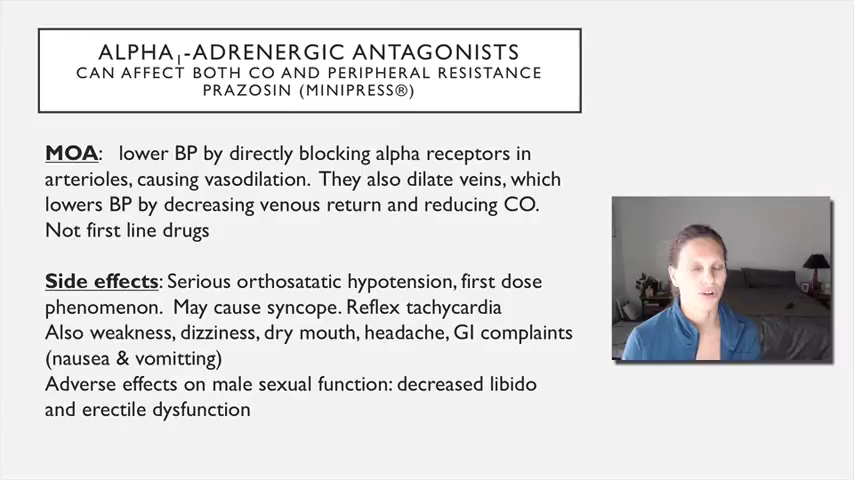 ALPHA1-ADRENERGIC ANTAGONISTS
CAN AFFECT BOTH CO AND PERIPHERAL RESISTANCE
PRAZOSIN (MINIPRESS®)
MOA: lower BP by directly blocking alpha receptors in
arterioles, causing vasodilation. They also dilate veins, which
lowers BP by decreasing venous return and reducing CO.
Not first line drugs
Side effects: Serious orthosatatic hypotension, first dose
phenomenon. May cause syncope. Reflex tachycardia
Also weakness, dizziness, dry mouth, headache, GI complaints
(nausea & vomitting)
Adverse effects on male sexual function: decreased libido
and erectile dysfunction